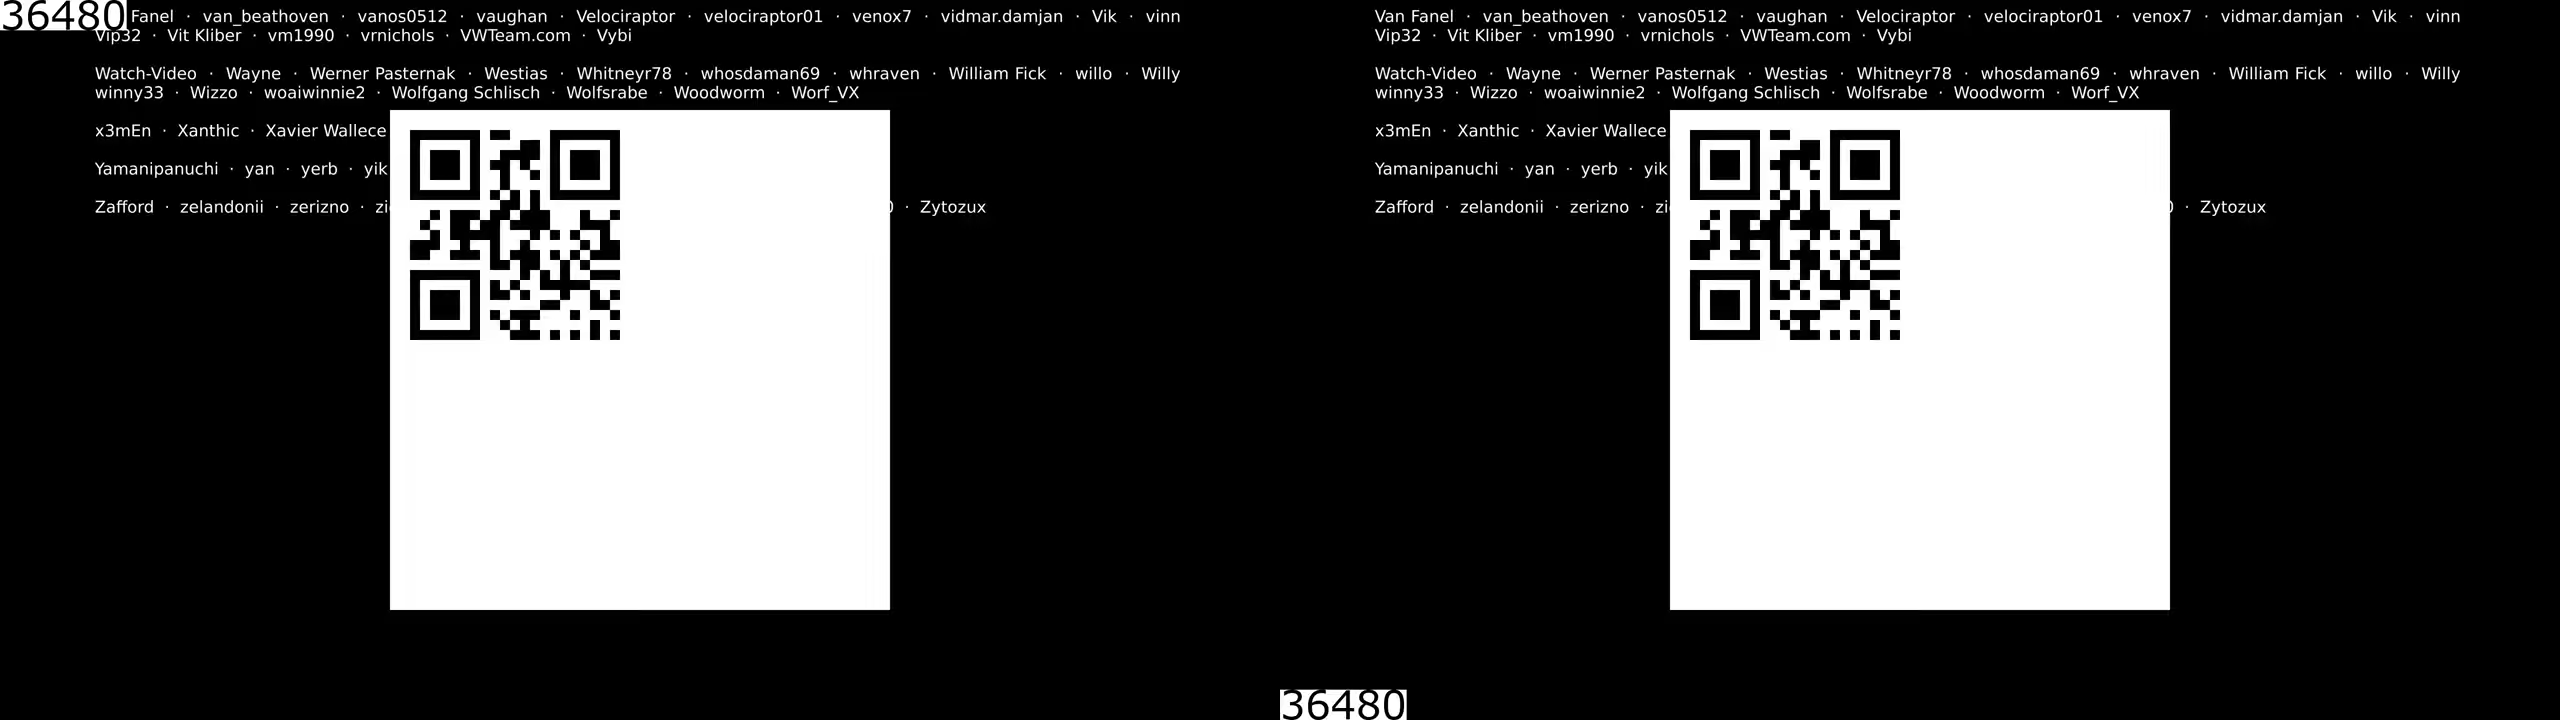 36480 Fanel · van_beathoven · vanos0512 · vaughan · Velociraptor · velociraptor01 · venox7 · vidmar.damjan · Vik · vinn
Vip32 · Vit Kliber · vm1990 · vrnichols · VWTeam.com · Vybi
Watch-Video · Wayne · Werner Pasternak · Westias · Whitneyr78 · whosdaman69 · whraven · William Fick · willo · Willy
winny33 · Wizzo · woaiwinnie2 · Wolfgang Schlisch · Wolfsrabe · Woodworm · Worf_VX
x3mEn · Xanthic · Xavier Wallece
Yamanipanuchi · yan · yerb · yik
Zafford · zelandonii · zerizno · · Zytozux
Van Fanel · van_beathoven · vanos0512 · vaughan · Velociraptor · velociraptor01 · venox7 · vidmar.damjan · Vik · vinn
Vip32 · Vit Kliber · vm1990 · vrnichols · VWTeam.com · Vybi
Watch-Video · Wayne · Werner Pasternak · Westias · Whitneyr78 · whosdaman69 · whraven · William Fick · willo · Willy
winny33 · Wizzo · woaiwinnie2 · Wolfgang Schlisch · Wolfsrabe · Woodworm · Worf_VX
x3mEn · Xanthic · Xavier Wallece
Yamanipanuchi · yan · yerb · yik
Zafford · zelandonii · zerizno · · Zytozux
36480